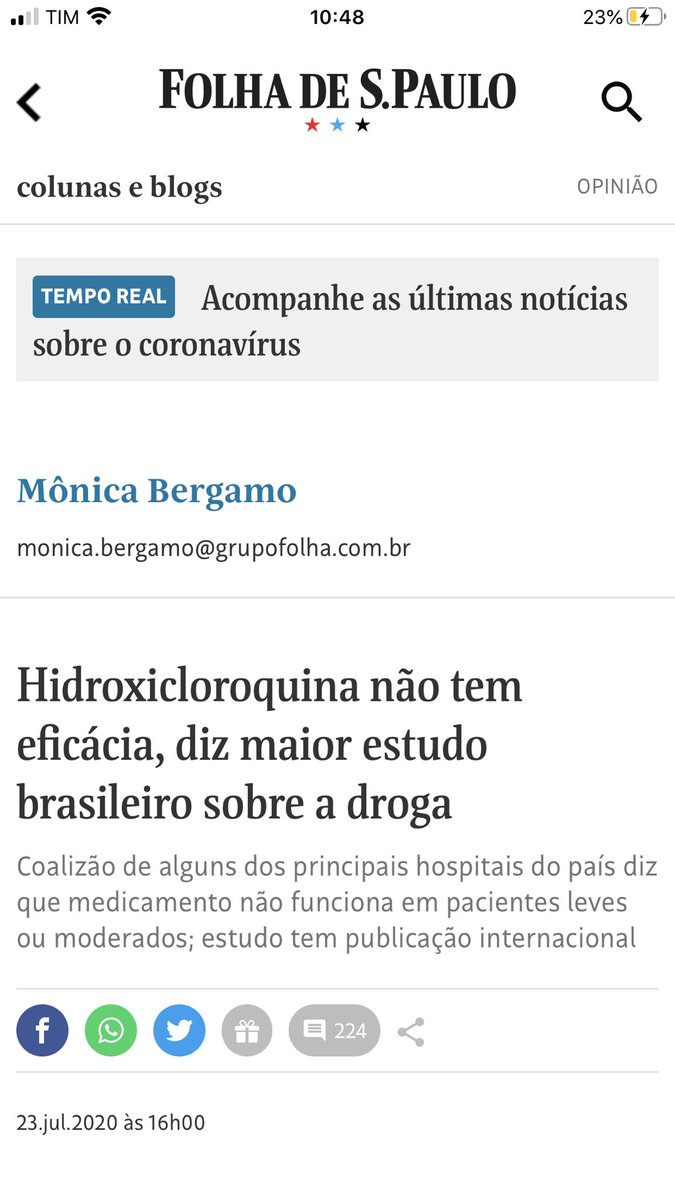 TIM 10:48 23%
FOLHA DE S.PAULO
colunas e blogs OPINIÃO
TEMPO REAL Acompanhe as últimas notícias
sobre o coronavírus
Mônica Bergamo
monica.bergamo@grupofolha.com.br
Hidroxicloroquina não tem
eficácia, diz maior estudo
brasileiro sobre a droga
Coalizão de alguns dos principais hospitais do país diz
que medicamento não funciona em pacientes leves
ou moderados; estudo tem publicação internacional
224
23.jul.2020 às 16h00